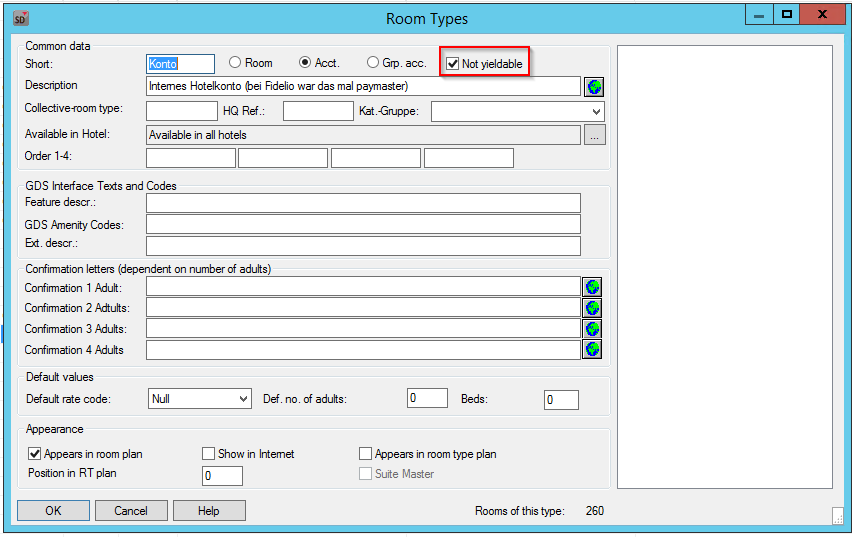 SD Room Types
Common data
Short: Konto Room Acct. Grp. acc. Not yieldable
Description Internes Hotelkonto (bei Fidelio war das mal paymaster)
Collective-room type: HQ Ref.: Kat.-Gruppe:
Available in Hotel: Available in all hotels ...
Order 1-4:
GDS Interface Texts and Codes
Feature descr.:
GDS Amenity Codes:
Ext. descr.:
Confirmation letters (dependent on number of adults)
Confirmation 1 Adult:
Confirmation 2 Adtults:
Confirmation 3 Adults:
Confirmation 4 Adults
Default values
Default rate code: Null Def. no. of adults: 0 Beds: 0
Appearance
Appears in room plan Show in Internet Appears in room type plan
Position in RT plan 0 Suite Master
OK Cancel Help Rooms of this type: 260